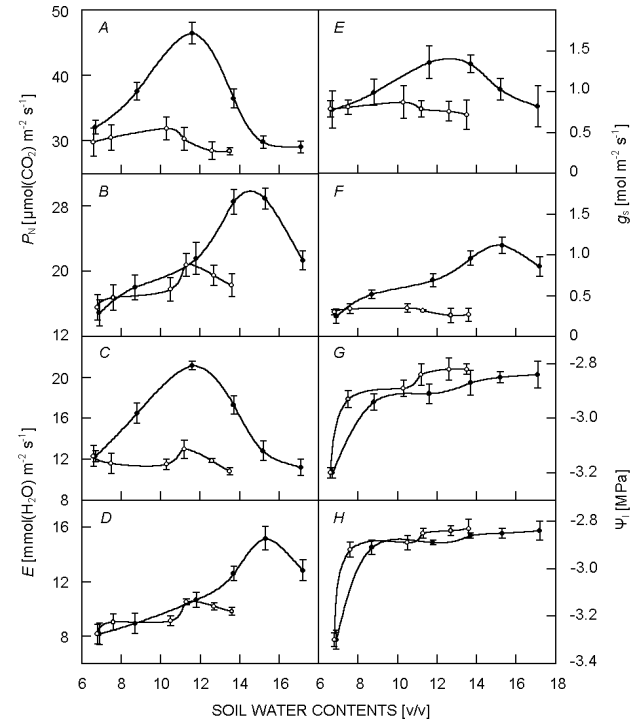 50
A
E
1.5
40
1.0
30
0.5
0
P_N [µmol(CO₂) m⁻² s⁻¹]
g_s [mol m⁻² s⁻¹]
B
F
28
1.5
20
1.0
0.5
12
0
C
G
20
-2.8
16
-3.0
12
8
-3.2
E [mmol(H₂O) m⁻² s⁻¹]
Ψ_l [MPa]
D
H
16
-2.8
12
-3.0
8
-3.2
-3.4
6 8 10 12 14 16 6 8 10 12 14 16 18
SOIL WATER CONTENTS [v/v]